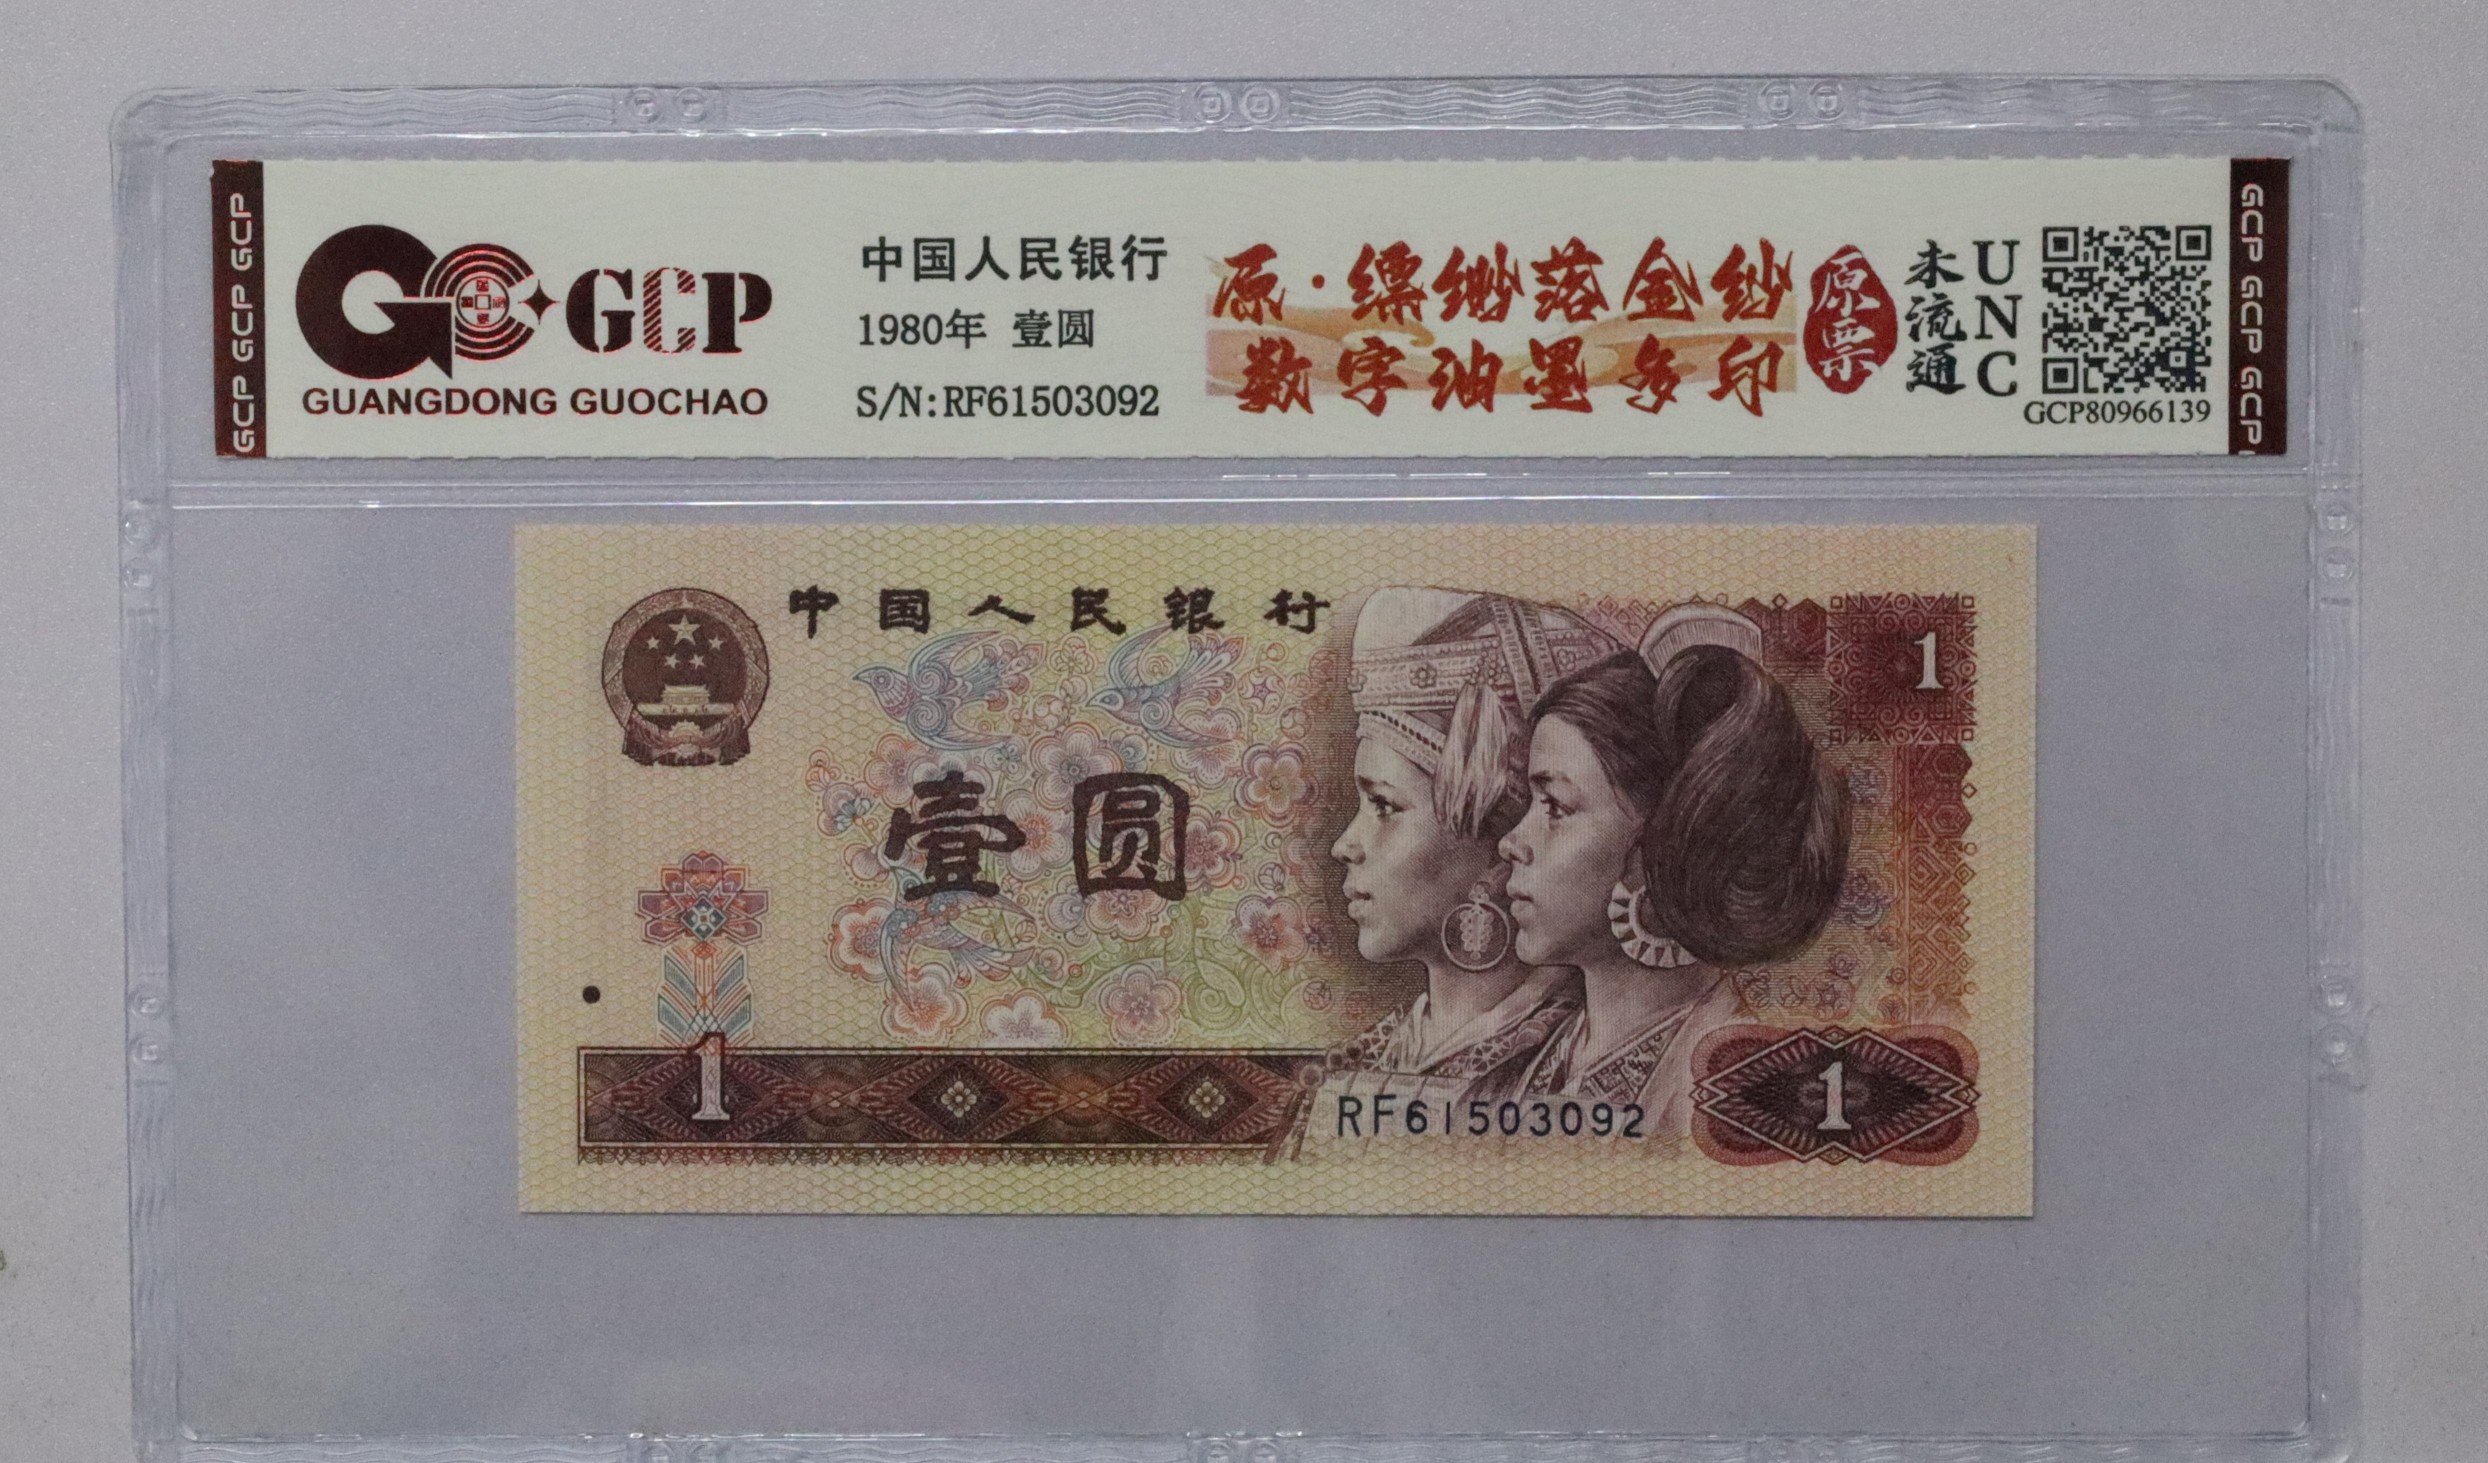 GCP GCP GCP
GCP
GUANGDONG GUOCHAO
中国人民银行
1980年 壹圆
S/N:RF61503092
原·缥缈落金纱
数字油墨多印
原票
未流通
UNC
GCP80966139
GCP GCP GCP
中国人民银行
1
壹圆
1
RF61503092
1